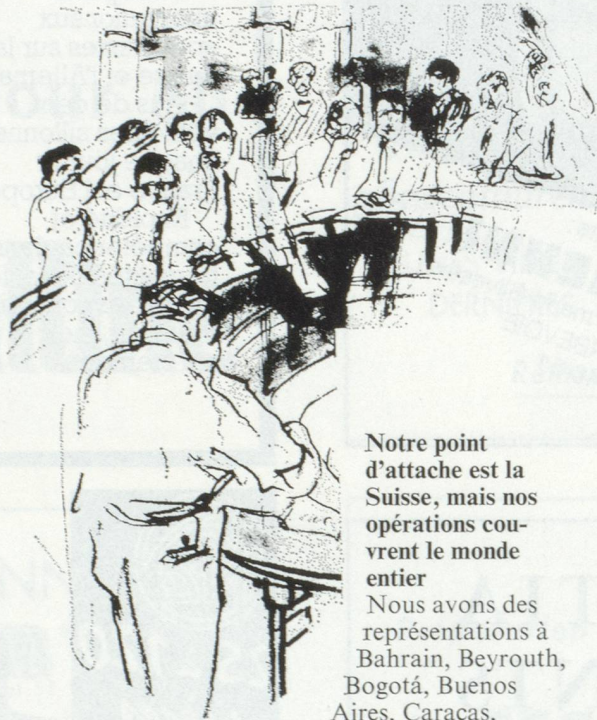 Notre point
d'attache est la
Suisse, mais nos
opérations cou-
vrent le monde
entier
Nous avons des
représentations à
Bahrain, Beyrouth,
Bogotá, Buenos
Aires, Caracas,